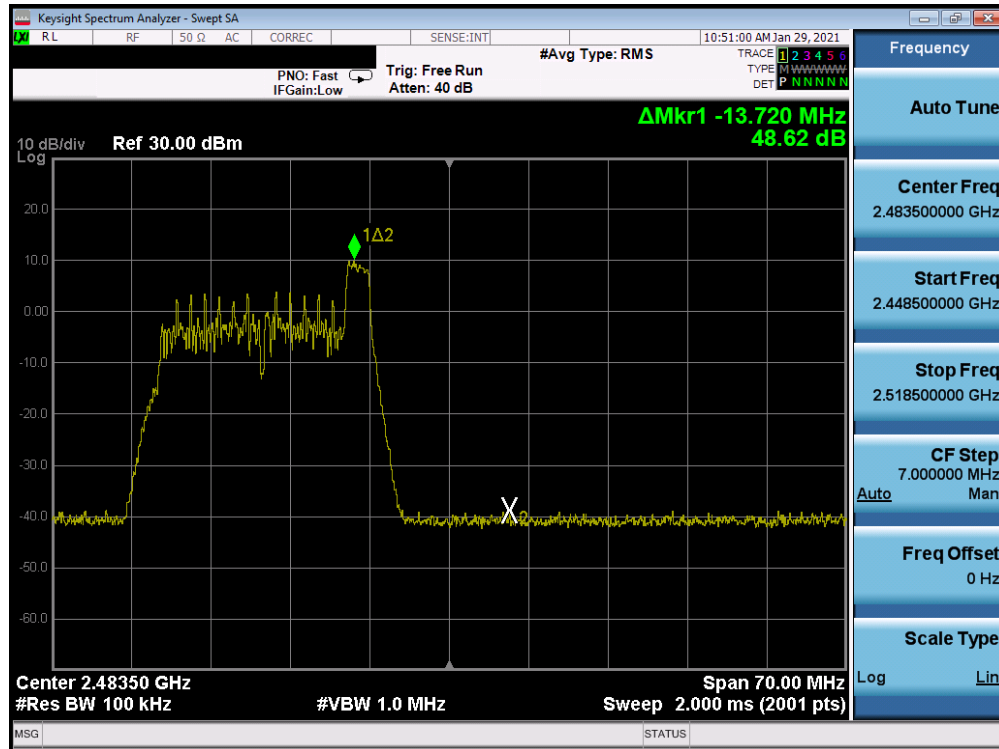 Keysight Spectrum Analyzer - Swept SA
LXI RL RF 50 Ω AC CORREC SENSE:INT 10:51:00 AM Jan 29, 2021
#Avg Type: RMS TRACE 1 2 3 4 5 6
PNO: Fast Trig: Free Run TYPE M WWWWW
IFGain:Low Atten: 40 dB DET P N N N N N
ΔMkr1 -13.720 MHz
48.62 dB
10 dB/div Ref 30.00 dBm
Log
20.0
1Δ2
10.0
0.00
-10.0
-20.0
-30.0
-40.0
X2
-50.0
-60.0
Center 2.48350 GHz Span 70.00 MHz
#Res BW 100 kHz #VBW 1.0 MHz Sweep 2.000 ms (2001 pts)
MSG STATUS
Frequency
Auto Tune
Center Freq
2.483500000 GHz
Start Freq
2.448500000 GHz
Stop Freq
2.518500000 GHz
CF Step
7.000000 MHz
Auto Man
Freq Offset
0 Hz
Scale Type
Log Lin